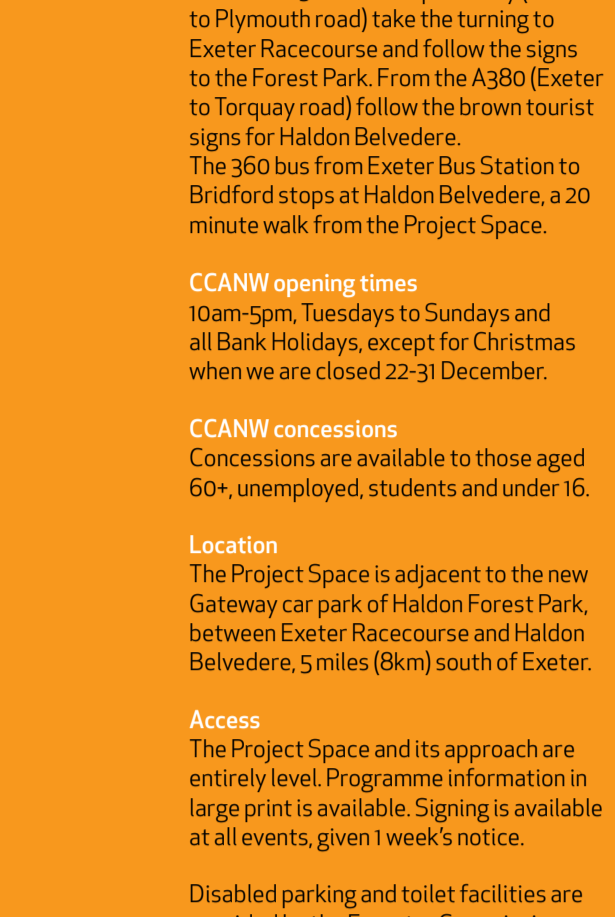 to Plymouth road) take the turning to
Exeter Racecourse and follow the signs
to the Forest Park. From the A380 (Exeter
to Torquay road) follow the brown tourist
signs for Haldon Belvedere.
The 360 bus from Exeter Bus Station to
Bridford stops at Haldon Belvedere, a 20
minute walk from the Project Space.
CCANW opening times
10am-5pm, Tuesdays to Sundays and
all Bank Holidays, except for Christmas
when we are closed 22-31 December.
CCANW concessions
Concessions are available to those aged
60+, unemployed, students and under 16.
Location
The Project Space is adjacent to the new
Gateway car park of Haldon Forest Park,
between Exeter Racecourse and Haldon
Belvedere, 5 miles (8km) south of Exeter.
Access
The Project Space and its approach are
entirely level. Programme information in
large print is available. Signing is available
at all events, given 1 week’s notice.
Disabled parking and toilet facilities are